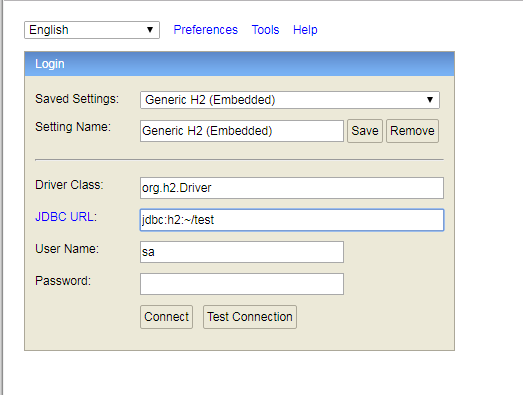 English Preferences Tools Help
Login
Saved Settings: Generic H2 (Embedded)
Setting Name: Generic H2 (Embedded) Save Remove
Driver Class: org.h2.Driver
JDBC URL: jdbc:h2:~/test
User Name: sa
Password:
Connect Test Connection